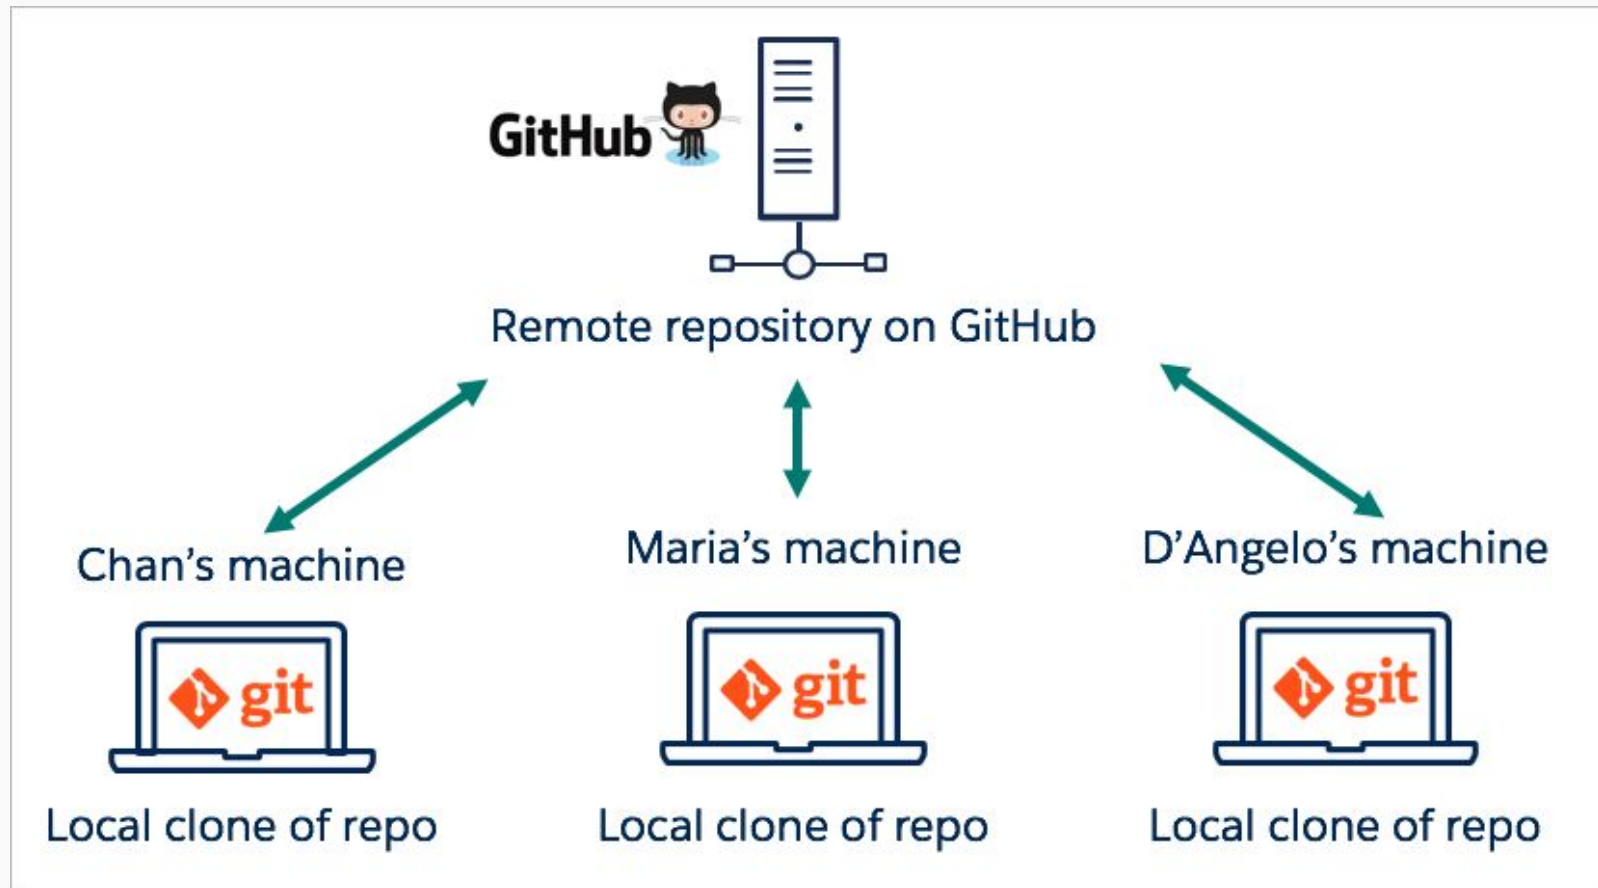 GitHub
Remote repository on GitHub
Chan's machine
Maria's machine
D'Angelo's machine
git
git
git
Local clone of repo
Local clone of repo
Local clone of repo